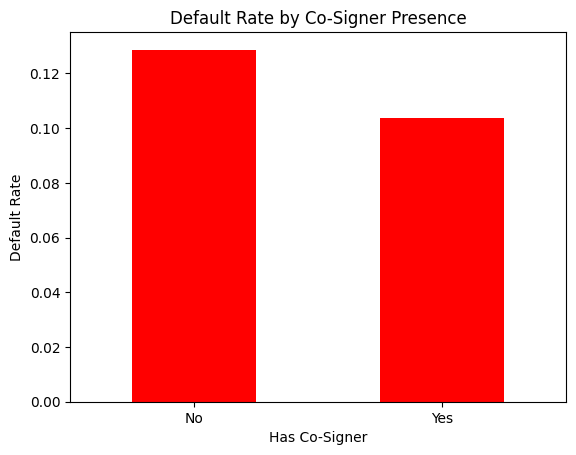 Default Rate by Co-Signer Presence
0.12
0.10
0.08
0.06
0.04
0.02
0.00
Default Rate
No
Yes
Has Co-Signer